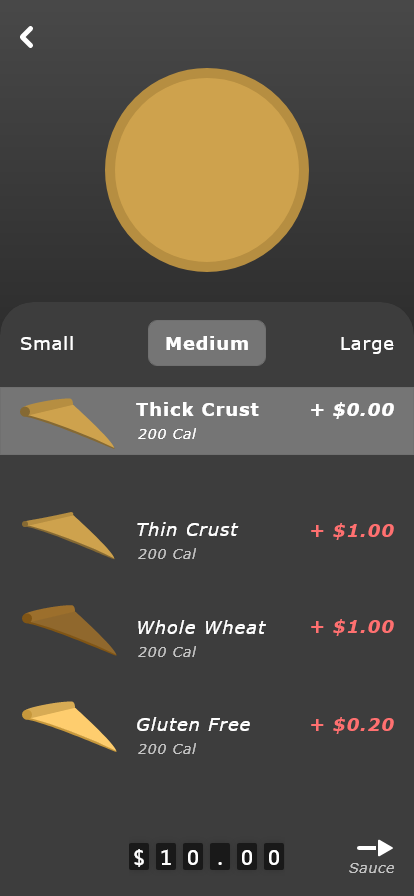 Small Medium Large
Thick Crust + $0.00
200 Cal
Thin Crust + $1.00
200 Cal
Whole Wheat + $1.00
200 Cal
Gluten Free + $0.20
200 Cal
$10.00
Sauce